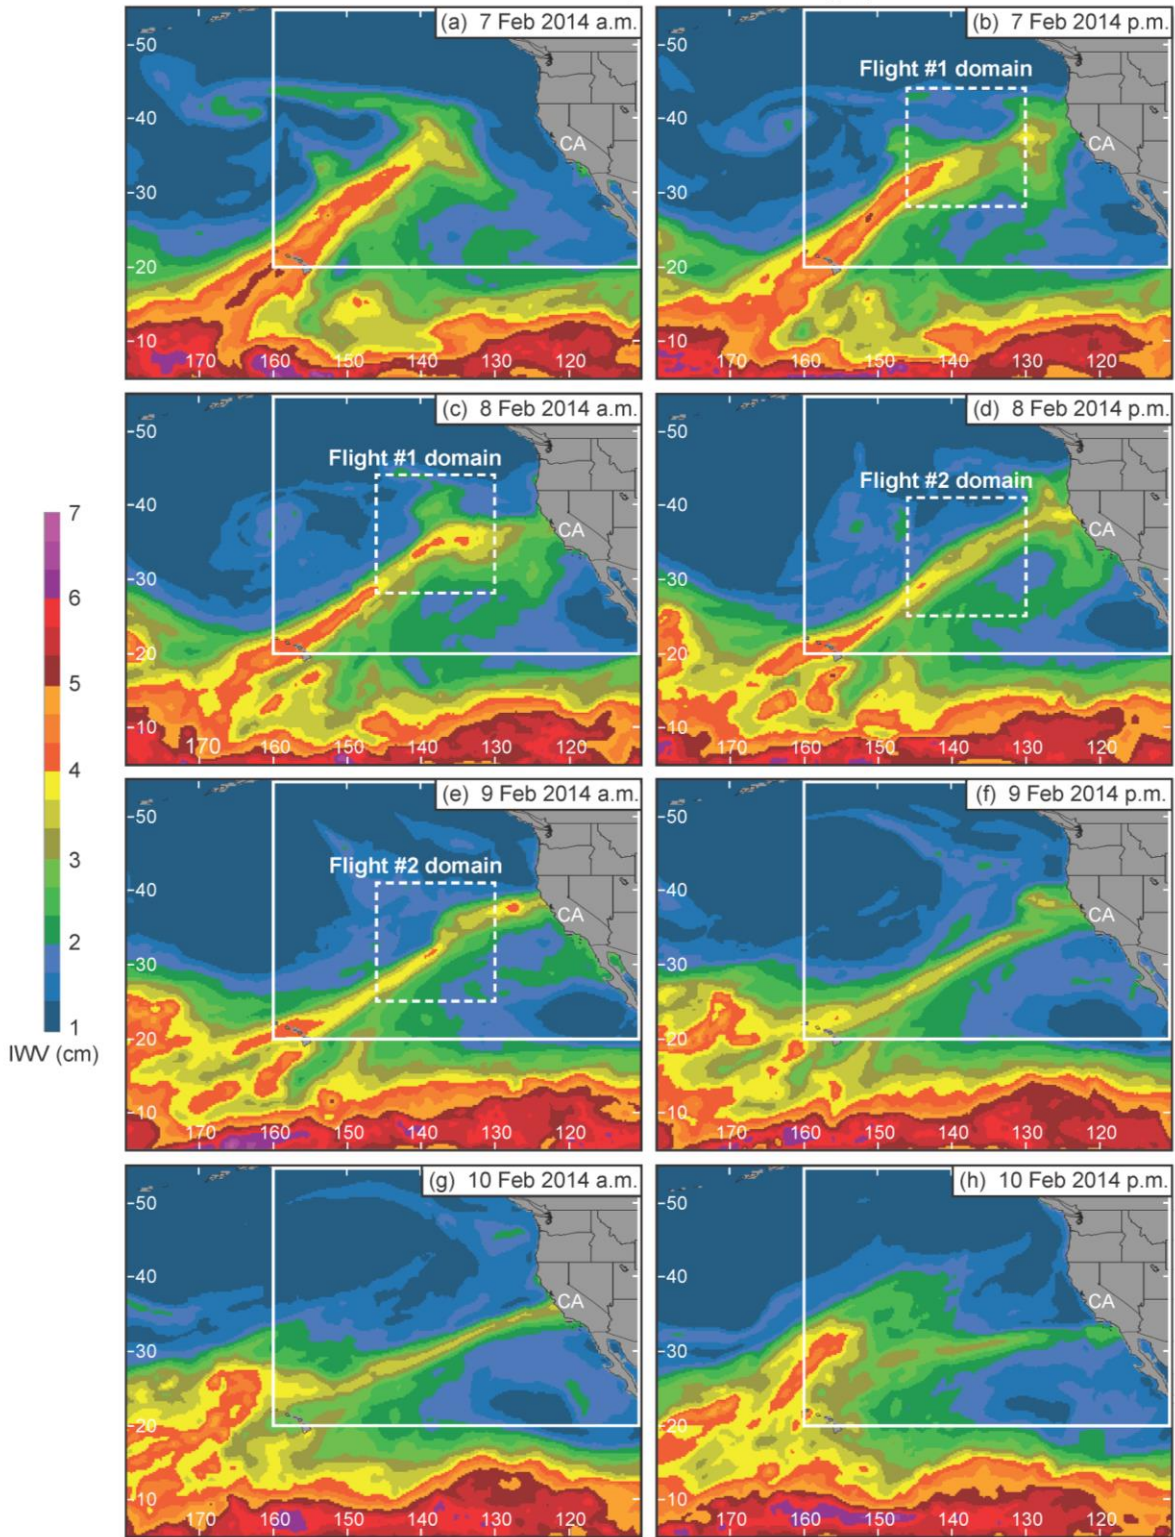 (a) 7 Feb 2014 a.m.
50
40
30
20
10
170 160 150 140 130 120
CA
(b) 7 Feb 2014 p.m.
Flight #1 domain
50
40
30
20
10
170 160 150 140 130 120
CA
(c) 8 Feb 2014 a.m.
Flight #1 domain
50
40
30
20
10
170 160 150 140 130 120
CA
(d) 8 Feb 2014 p.m.
Flight #2 domain
50
40
30
20
10
170 160 150 140 130 120
CA
7
6
5
4
3
2
1
IWV (cm)
(e) 9 Feb 2014 a.m.
Flight #2 domain
50
40
30
20
10
170 160 150 140 130 120
CA
(f) 9 Feb 2014 p.m.
50
40
30
20
10
170 160 150 140 130 120
CA
(g) 10 Feb 2014 a.m.
50
40
30
20
10
170 160 150 140 130 120
CA
(h) 10 Feb 2014 p.m.
50
40
30
20
10
170 160 150 140 130 120
CA